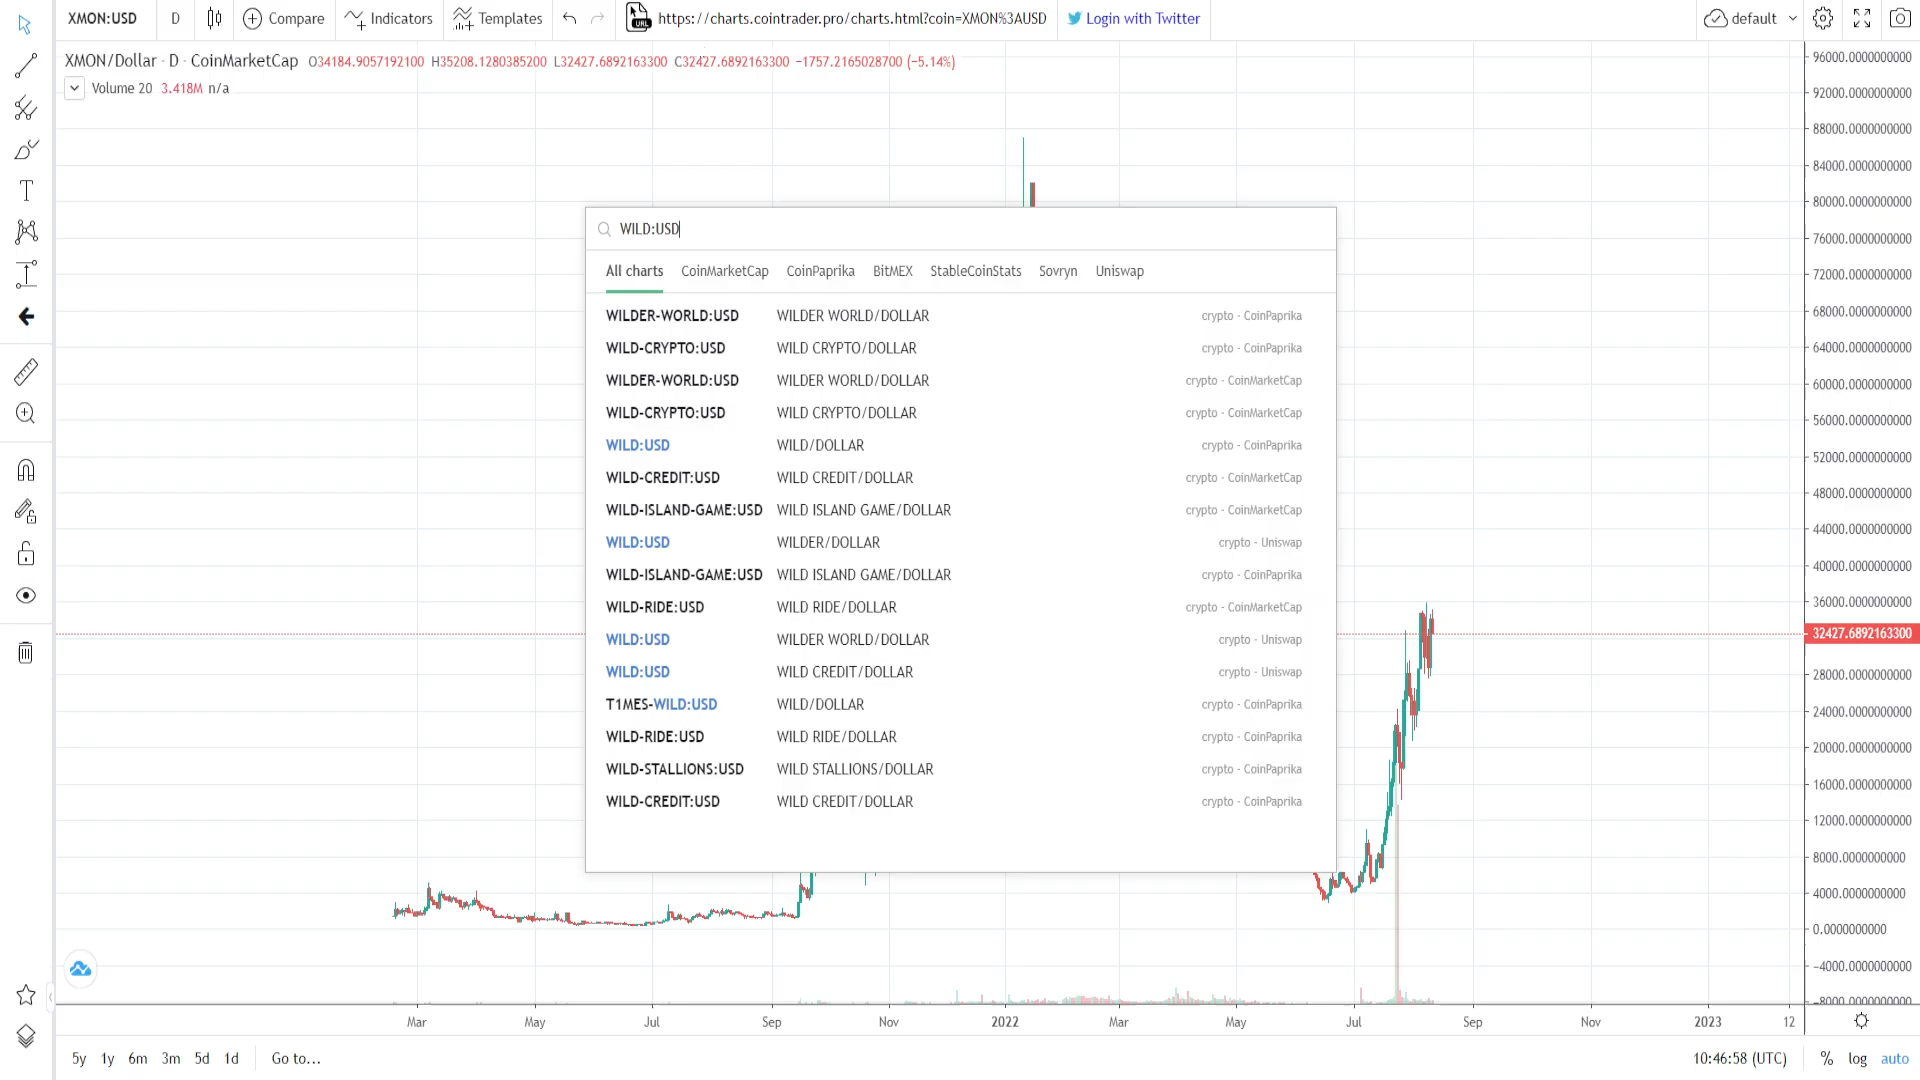 XMON:USD D Compare Indicators Templates URL https://charts.cointrader.pro/charts.html?coin=XMON%3AUSD Login with Twitter default
XMON/Dollar · D · CoinMarketCap O34184.9057192100 H35208.1280385200 L32427.6892163300 C32427.6892163300 −1757.2165028700 (−5.14%)
Volume 20 3.418M n/a
WILD:USD
All charts CoinMarketCap CoinPaprika BitMEX StableCoinStats Sovryn Uniswap
WILDER-WORLD:USD WILDER WORLD/DOLLAR crypto - CoinPaprika
WILD-CRYPTO:USD WILD CRYPTO/DOLLAR crypto - CoinPaprika
WILDER-WORLD:USD WILDER WORLD/DOLLAR crypto - CoinMarketCap
WILD-CRYPTO:USD WILD CRYPTO/DOLLAR crypto - CoinMarketCap
WILD:USD WILD/DOLLAR crypto - CoinPaprika
WILD-CREDIT:USD WILD CREDIT/DOLLAR crypto - CoinMarketCap
WILD-ISLAND-GAME:USD WILD ISLAND GAME/DOLLAR crypto - CoinMarketCap
WILD:USD WILDER/DOLLAR crypto - Uniswap
WILD-ISLAND-GAME:USD WILD ISLAND GAME/DOLLAR crypto - CoinPaprika
WILD-RIDE:USD WILD RIDE/DOLLAR crypto - CoinMarketCap
WILD:USD WILDER WORLD/DOLLAR crypto - Uniswap
WILD:USD WILD CREDIT/DOLLAR crypto - Uniswap
T1MES-WILD:USD WILD/DOLLAR crypto - CoinPaprika
WILD-RIDE:USD WILD RIDE/DOLLAR crypto - CoinPaprika
WILD-STALLIONS:USD WILD STALLIONS/DOLLAR crypto - CoinPaprika
WILD-CREDIT:USD WILD CREDIT/DOLLAR crypto - CoinPaprika
96000.0000000000
92000.0000000000
88000.0000000000
84000.0000000000
80000.0000000000
76000.0000000000
72000.0000000000
68000.0000000000
64000.0000000000
60000.0000000000
56000.0000000000
52000.0000000000
48000.0000000000
44000.0000000000
40000.0000000000
36000.0000000000
32427.6892163300
28000.0000000000
24000.0000000000
20000.0000000000
16000.0000000000
12000.0000000000
8000.0000000000
4000.0000000000
0.0000000000
−4000.0000000000
−8000.0000000000
Mar May Jul Sep Nov 2022 Mar May Jul Sep Nov 2023 12
5y 1y 6m 3m 5d 1d Go to... 10:46:58 (UTC) % log auto